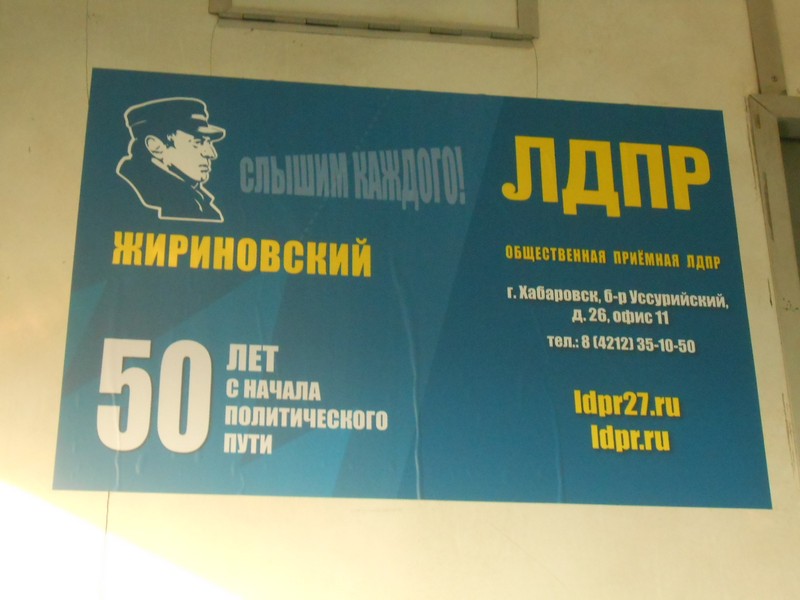 СЛЫШИМ КАЖДОГО!
ЖИРИНОВСКИЙ
50
ЛЕТ
С НАЧАЛА
ПОЛИТИЧЕСКОГО
ПУТИ
ЛДПР
ОБЩЕСТВЕННАЯ ПРИЁМНАЯ ЛДПР
г. Хабаровск, б-р Уссурийский,
д. 26, офис 11
тел.: 8 (4212) 35-10-50
ldpr27.ru
ldpr.ru